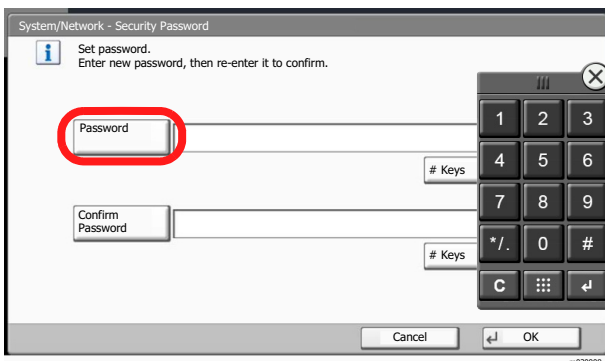 System/Network - Security Password
Set password.
Enter new password, then re-enter it to confirm.
Password
# Keys
Confirm
Password
# Keys
1 2 3
4 5 6
7 8 9
*/. 0 #
C
Cancel
OK